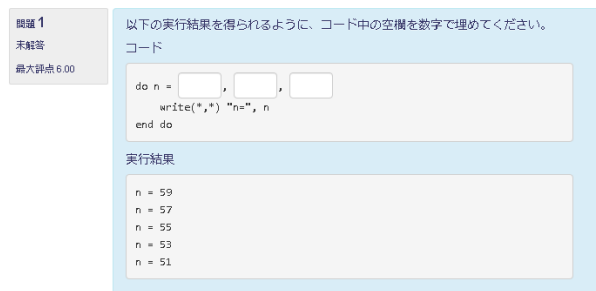 問題 1
未解答
最大評点 6.00
以下の実行結果を得られるように、コード中の空欄を数字で埋めてください。
コード
do n = , ,
write(*,*) "n=", n
end do
実行結果
n = 59
n = 57
n = 55
n = 53
n = 51